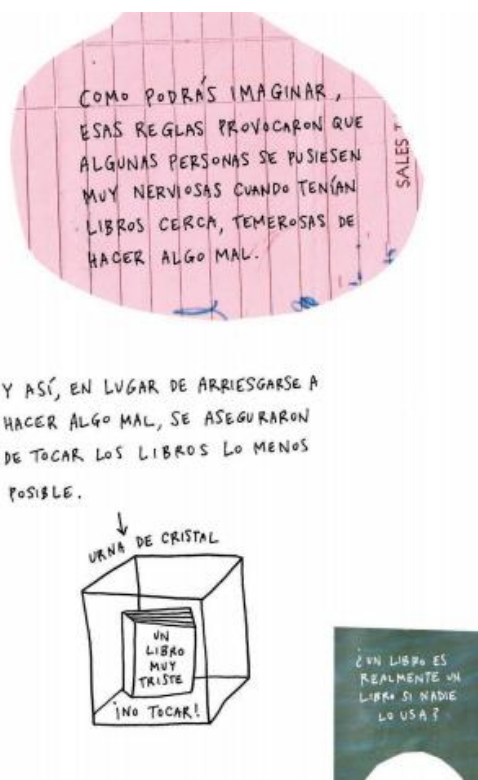 COMO PODRÁS IMAGINAR,
ESAS REGLAS PROVOCARON QUE
ALGUNAS PERSONAS SE PUSIESEN
MUY NERVIOSAS CUANDO TENÍAN
LIBROS CERCA, TEMEROSAS DE
HACER ALGO MAL.
SALES
Y ASÍ, EN LUGAR DE ARRIESGARSE A
HACER ALGO MAL, SE ASEGURARON
DE TOCAR LOS LIBROS LO MENOS
POSIBLE.
URNA DE CRISTAL
UN
LIBRO
MUY
TRISTE
¡NO TOCAR!
¿UN LIBRO ES
REALMENTE UN
LIBRO SI NADIE
LO USA?